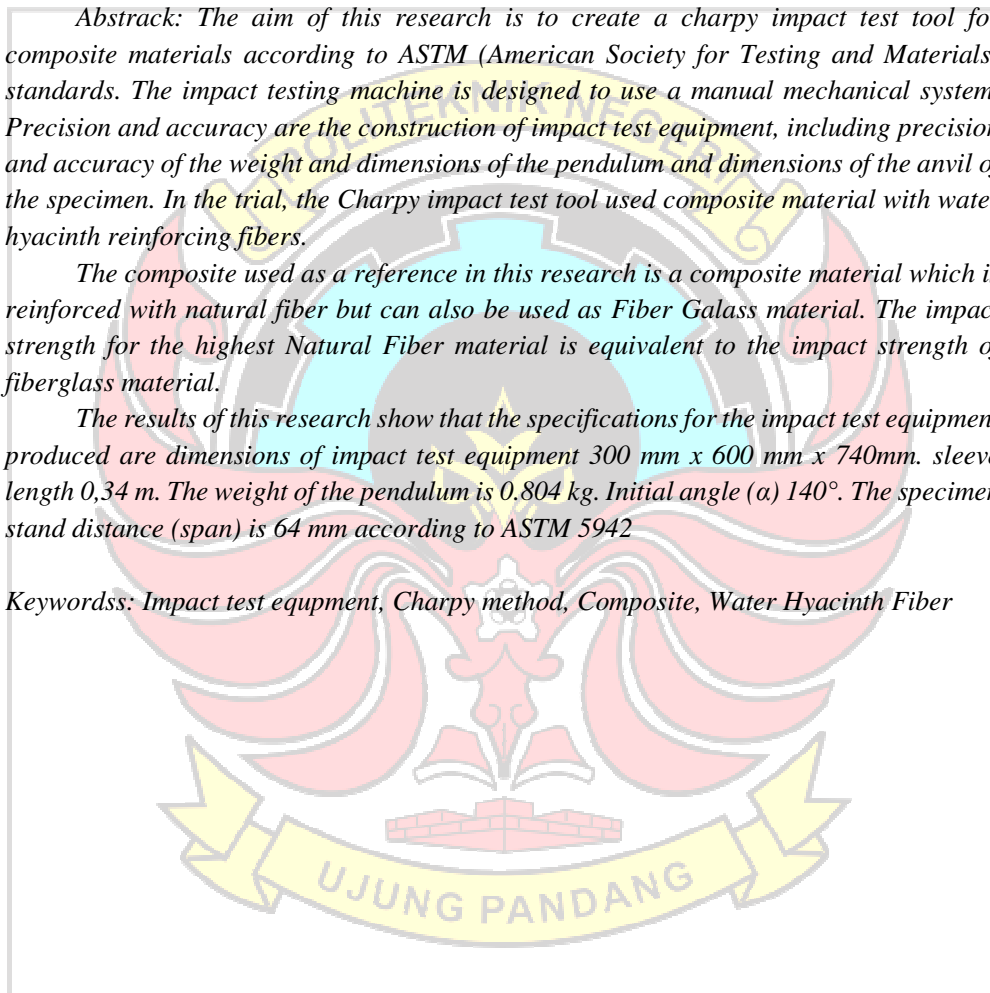 Abstrack: The aim of this research is to create a charpy impact test tool fo
composite materials according to ASTM (American Society for Testing and Materials
standards. The impact testing machine is designed to use a manual mechanical system
Precision and accuracy are the construction of impact test equipment, including precision
and accuracy of the weight and dimensions of the pendulum and dimensions of the anvil o
the specimen. In the trial, the Charpy impact test tool used composite material with wate
hyacinth reinforcing fibers.
The composite used as a reference in this research is a composite material which i
reinforced with natural fiber but can also be used as Fiber Galass material. The impac
strength for the highest Natural Fiber material is equivalent to the impact strength o
fiberglass material.
The results of this research show that the specifications for the impact test equipmen
produced are dimensions of impact test equipment 300 mm x 600 mm x 740mm. sleeve
length 0,34 m. The weight of the pendulum is 0.804 kg. Initial angle (α) 140°. The specimen
stand distance (span) is 64 mm according to ASTM 5942
Keywordss: Impact test equpment, Charpy method, Composite, Water Hyacinth Fiber
POLITEKNIK NEGERI
UJUNG PANDANG